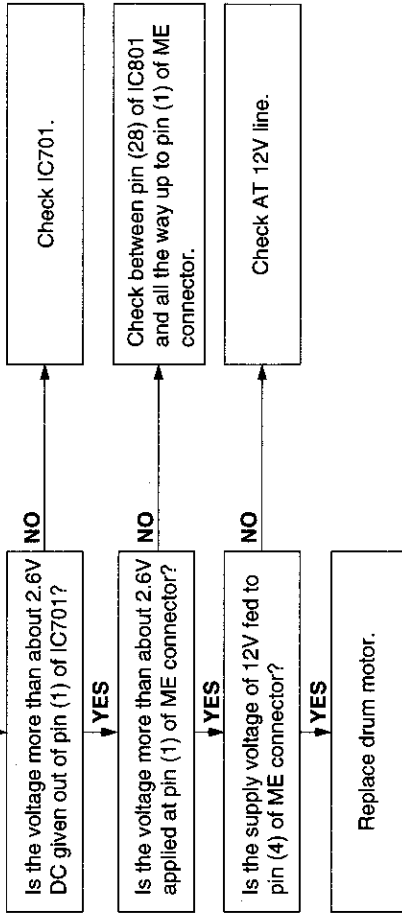 Is the voltage more than about 2.6V
DC given out of pin (1) of IC701?
NO
Check IC701.
YES
Is the voltage more than about 2.6V
applied at pin (1) of ME connector?
NO
Check between pin (28) of IC801
and all the way up to pin (1) of ME
connector.
YES
Is the supply voltage of 12V fed to
pin (4) of ME connector?
NO
Check AT 12V line.
YES
Replace drum motor.